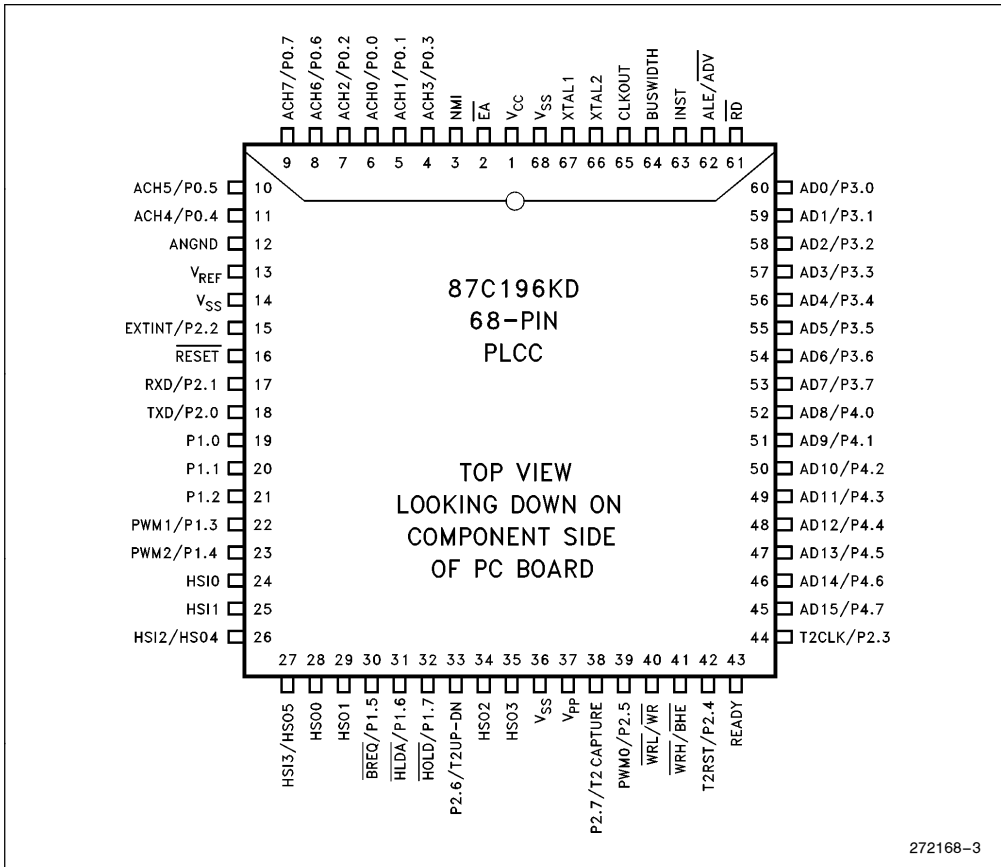 ACH7/P0.7
ACH6/P0.6
ACH2/P0.2
ACH0/P0.0
ACH1/P0.1
ACH3/P0.3
NMI
EA
VCC
VSS
XTAL1
XTAL2
CLKOUT
BUSWIDTH
INST
ALE/ADV
RD
9 8 7 6 5 4 3 2 1 68 67 66 65 64 63 62 61
ACH5/P0.5 10
ACH4/P0.4 11
ANGND 12
VREF 13
VSS 14
EXTINT/P2.2 15
RESET 16
RXD/P2.1 17
TXD/P2.0 18
P1.0 19
P1.1 20
P1.2 21
PWM1/P1.3 22
PWM2/P1.4 23
HSI0 24
HSI1 25
HSI2/HSO4 26
87C196KD
68-PIN
PLCC
TOP VIEW
LOOKING DOWN ON
COMPONENT SIDE
OF PC BOARD
60 AD0/P3.0
59 AD1/P3.1
58 AD2/P3.2
57 AD3/P3.3
56 AD4/P3.4
55 AD5/P3.5
54 AD6/P3.6
53 AD7/P3.7
52 AD8/P4.0
51 AD9/P4.1
50 AD10/P4.2
49 AD11/P4.3
48 AD12/P4.4
47 AD13/P4.5
46 AD14/P4.6
45 AD15/P4.7
44 T2CLK/P2.3
27 28 29 30 31 32 33 34 35 36 37 38 39 40 41 42 43
HSI3/HSO5
HSO0
HSO1
BREQ/P1.5
HLDA/P1.6
HOLD/P1.7
P2.6/T2UP-DN
HSO2
HSO3
VSS
VPP
P2.7/T2 CAPTURE
PWM0/P2.5
WRL/WR
WRH/BHE
T2RST/P2.4
READY
272168-3